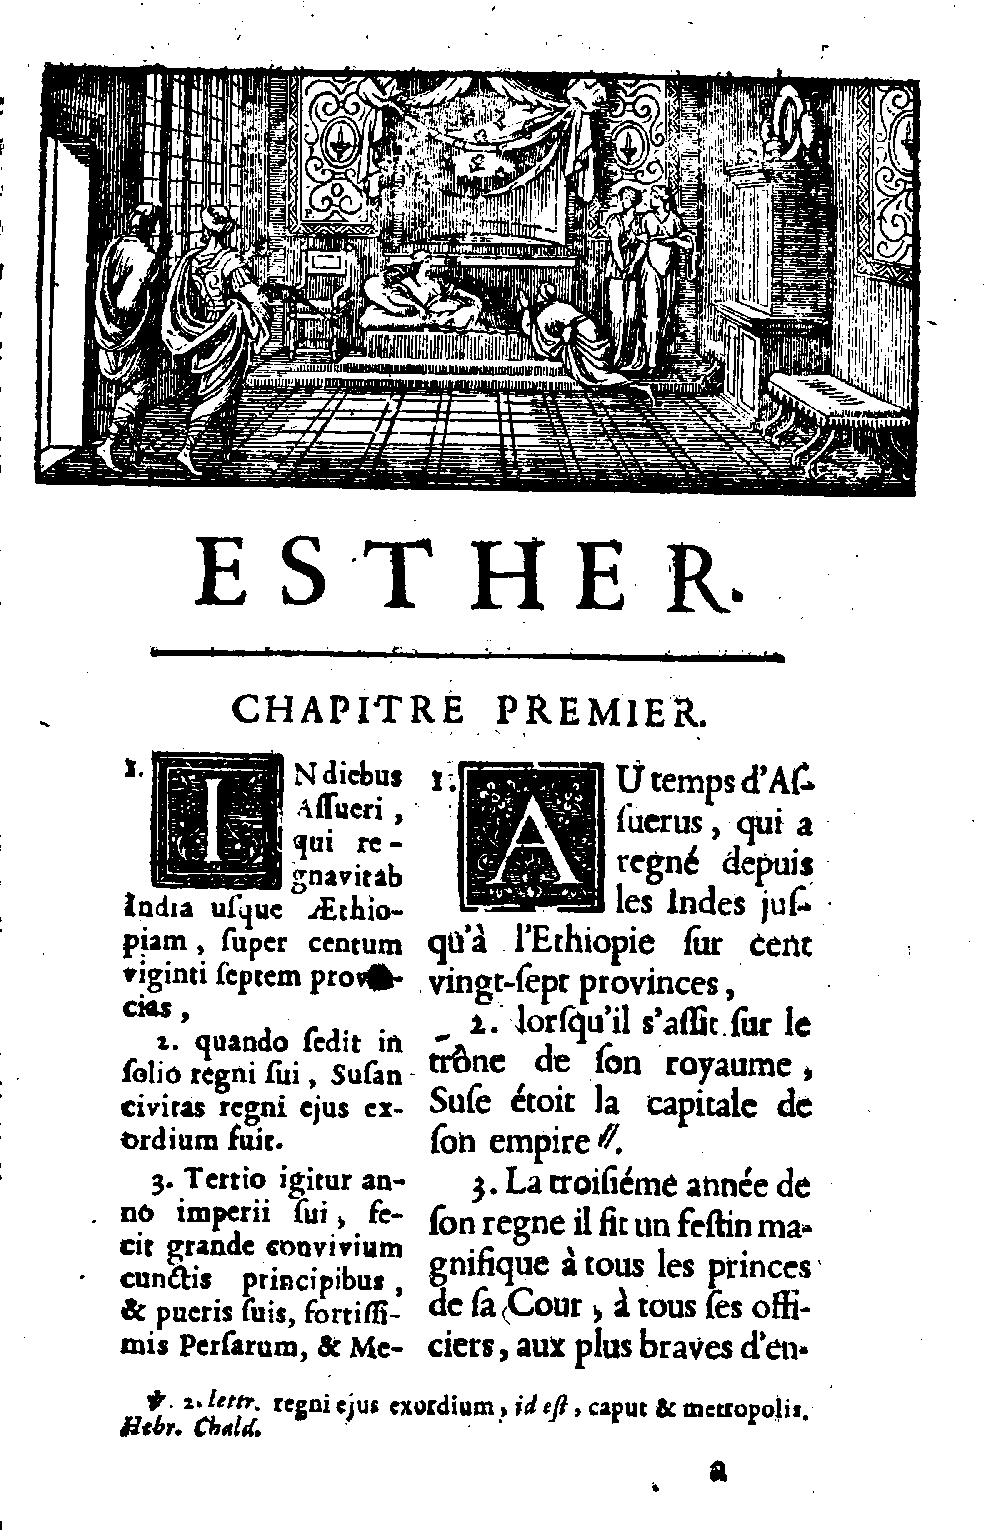 ESTHER.
CHAPITRE PREMIER.
1. IN diebus
Aſſueri ,
qui re-
gnavit ab
India uſque Æthio-
piam , ſuper centum
viginti ſeptem provin-
cias ,
2. quando ſedit in
ſolio regni ſui , Suſan
civitas regni ejus ex-
ordium fuit.
3. Tertio igitur an-
no imperii ſui , fe-
cit grande convivium
cunctis principibus ,
& pueris ſuis, fortiſſi-
mis Perſarum, & Me-
1. AU temps d'Aſ-
ſuerus , qui a
regné depuis
les Indes juſ-
qu'à l'Ethiopie ſur cent
vingt-ſept provinces ,
2. lorſqu'il s'aſſit ſur le
trône de ſon royaume ,
Suſe étoit la capitale de
ſon empire //.
3. La troiſiéme année de
ſon regne il fit un feſtin ma-
gnifique à tous les princes
de ſa Cour , à tous ſes offi-
ciers , aux plus braves d'en-
℣. 2. lettr. regni ejus exordium , id eſt , caput & metropolis.
Hebr. Chald.
a